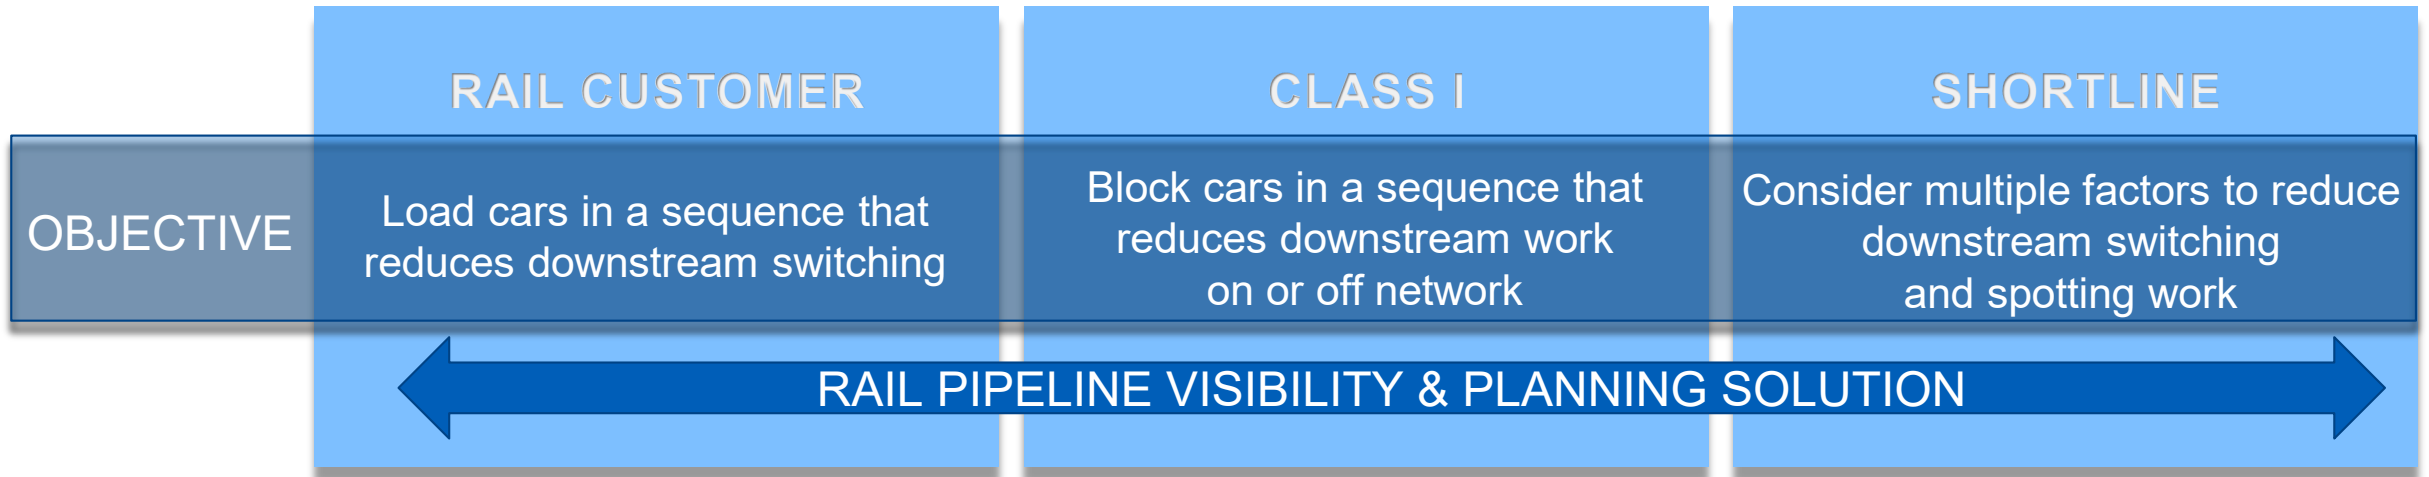 RAIL CUSTOMER
CLASS I
SHORTLINE
OBJECTIVE
Load cars in a sequence that
reduces downstream switching
Block cars in a sequence that
reduces downstream work
on or off network
Consider multiple factors to reduce
downstream switching
and spotting work
RAIL PIPELINE VISIBILITY & PLANNING SOLUTION